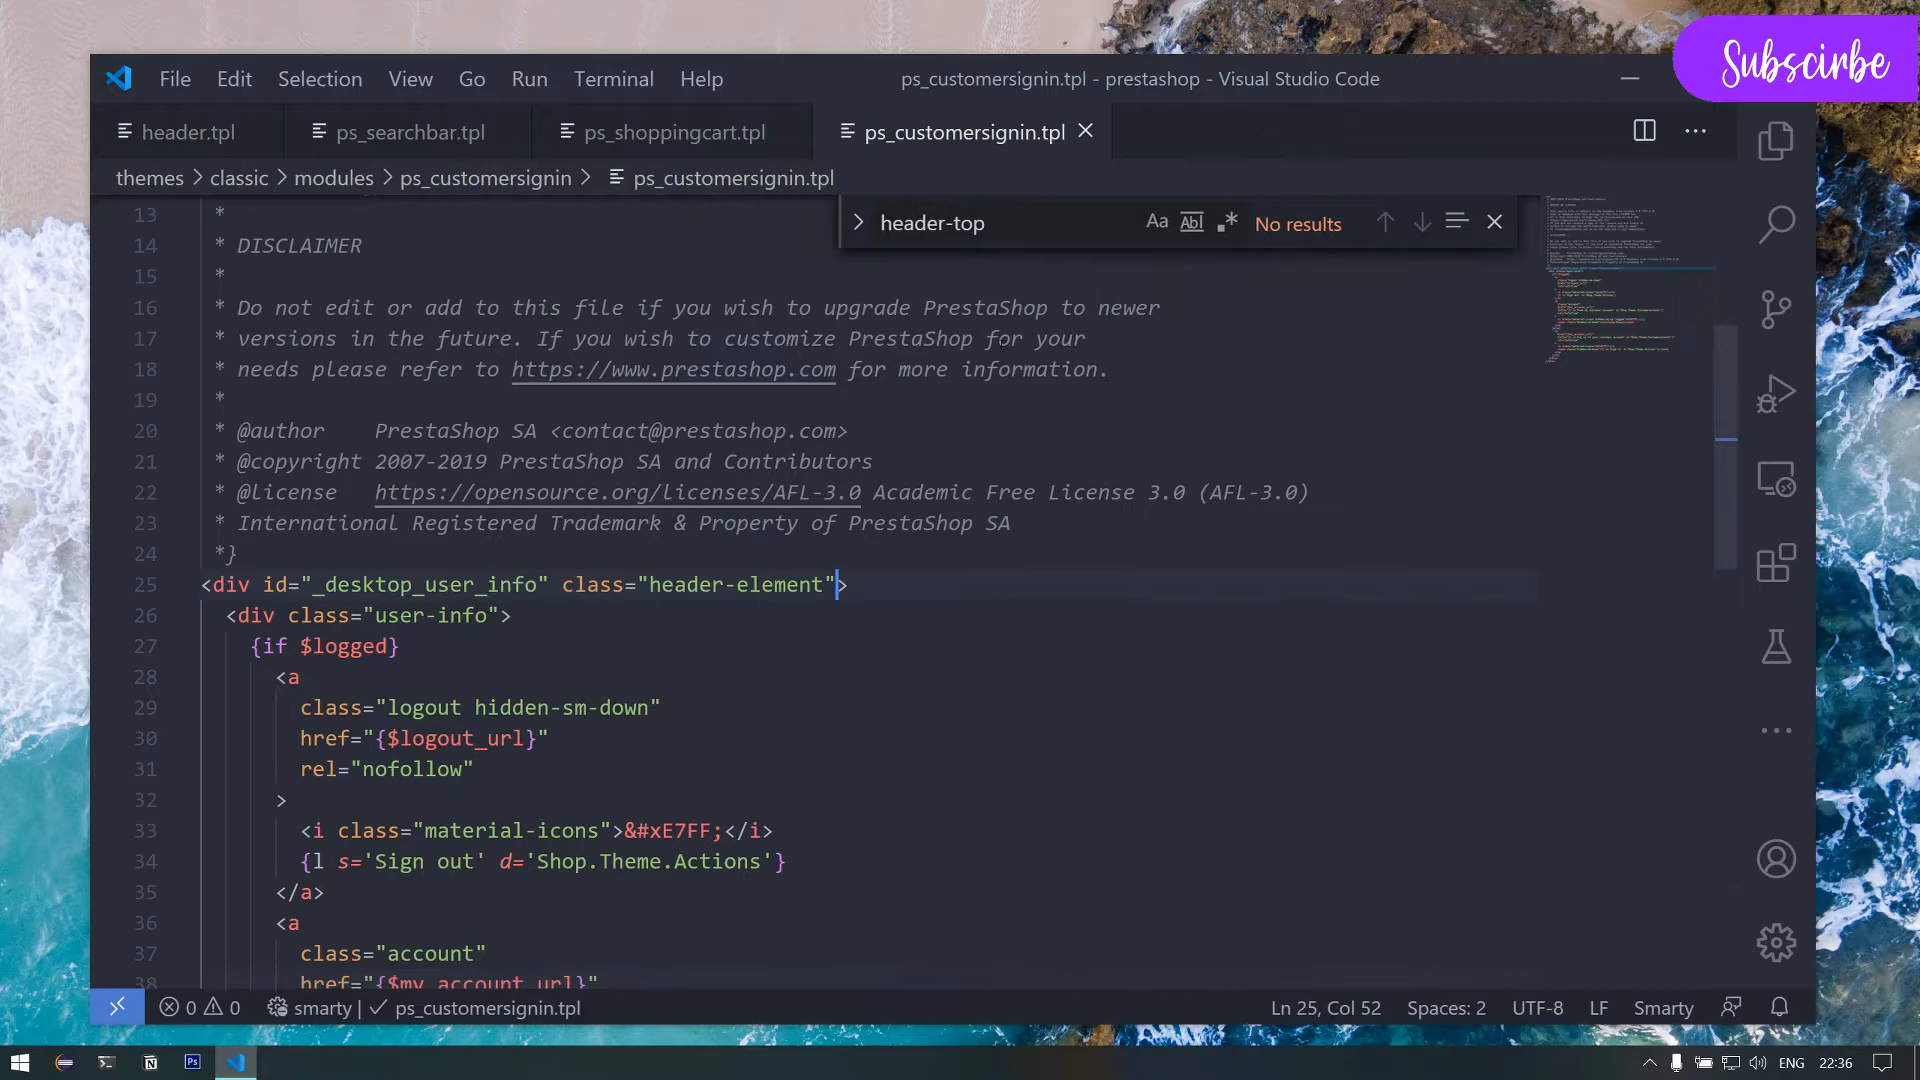 Subscirbe
File Edit Selection View Go Run Terminal Help
ps_customersignin.tpl - prestashop - Visual Studio Code
header.tpl ps_searchbar.tpl ps_shoppingcart.tpl ps_customersignin.tpl
themes > classic > modules > ps_customersignin > ps_customersignin.tpl
header-top Aa Abl No results
13 *
14 * DISCLAIMER
15 *
16 * Do not edit or add to this file if you wish to upgrade PrestaShop to newer
17 * versions in the future. If you wish to customize PrestaShop for your
18 * needs please refer to https://www.prestashop.com for more information.
19 *
20 * @author    PrestaShop SA <contact@prestashop.com>
21 * @copyright 2007-2019 PrestaShop SA and Contributors
22 * @license   https://opensource.org/licenses/AFL-3.0 Academic Free License 3.0 (AFL-3.0)
23 * International Registered Trademark & Property of PrestaShop SA
24 *}
25 <div id="_desktop_user_info" class="header-element">
26 <div class="user-info">
27 {if $logged}
28 <a
29 class="logout hidden-sm-down"
30 href="{$logout_url}"
31 rel="nofollow"
32 >
33 <i class="material-icons">&#xE7FF;</i>
34 {l s='Sign out' d='Shop.Theme.Actions'}
35 </a>
36 <a
37 class="account"
38 href="{$my_account_url}"
0 0 smarty | ✓ ps_customersignin.tpl Ln 25, Col 52 Spaces: 2 UTF-8 LF Smarty
Ps ENG 22:36